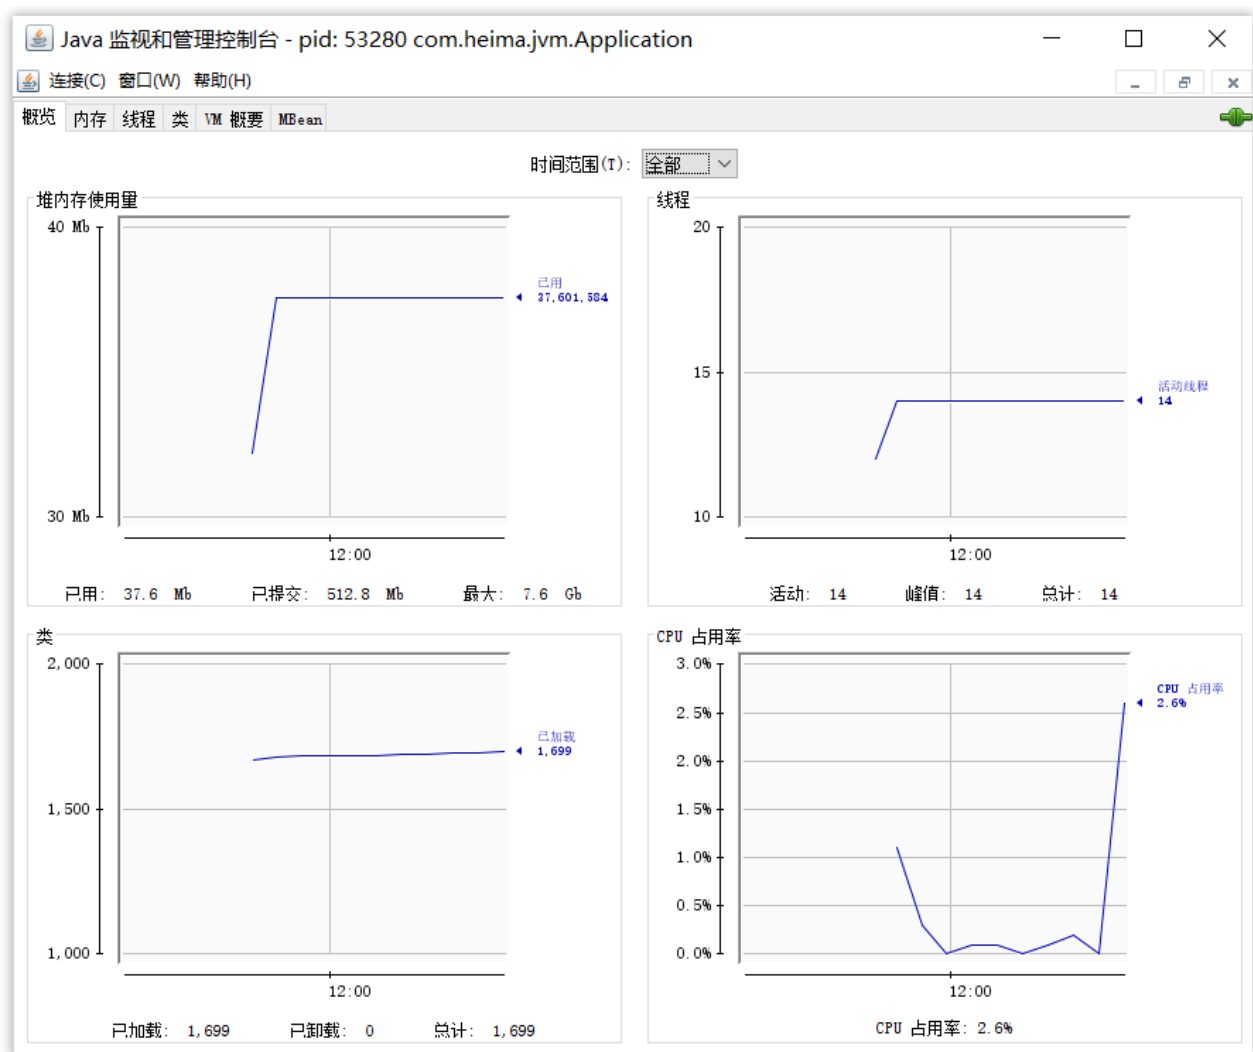 Java 监视和管理控制台 - pid: 53280 com.heima.jvm.Application
连接(C) 窗口(W) 帮助(H)
概览 内存 线程 类 VM 概要 MBean
时间范围(T): 全部
堆内存使用量
40 Mb
30 Mb
已用
37,601,584
12:00
已用: 37.6 Mb 已提交: 512.8 Mb 最大: 7.6 Gb
线程
20
15
10
活动线程
14
12:00
活动: 14 峰值: 14 总计: 14
类
2,000
1,500
1,000
已加载
1,699
12:00
已加载: 1,699 已卸载: 0 总计: 1,699
CPU 占用率
3.0%
2.5%
2.0%
1.5%
1.0%
0.5%
0.0%
CPU 占用率
2.6%
12:00
CPU 占用率: 2.6%